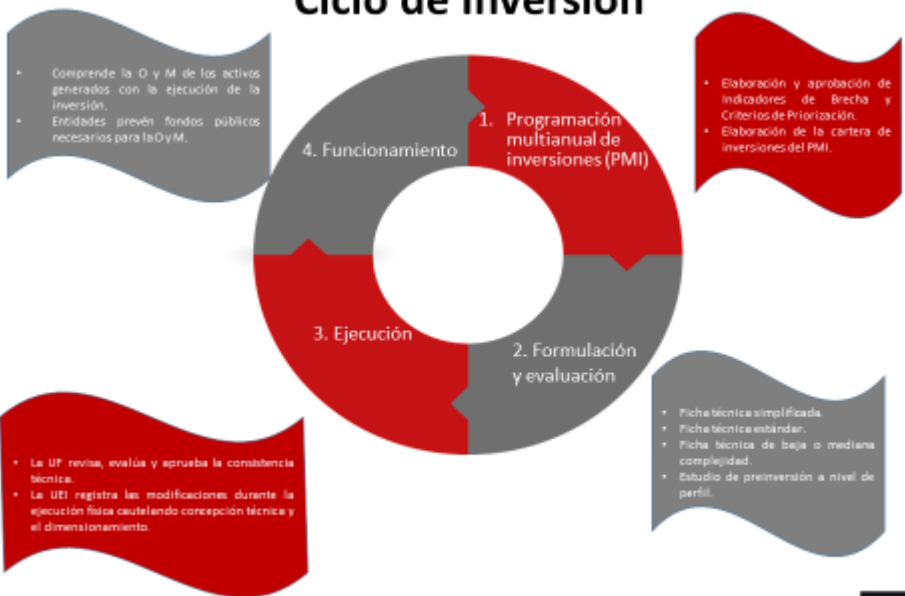 Ciclo de Inversión
• Comprende la O y M de los activos
generados con la ejecución de la
inversión.
• Entidades prevén fondos públicos
necesarios para la O y M.
• Elaboración y aprobación de
Indicadores de Brecha y
Criterios de Priorización.
• Elaboración de la cartera de
inversiones del PMI.
1. Programación
multianual de
inversiones (PMI)
2. Formulación
y evaluación
3. Ejecución
4. Funcionamiento
• Ficha técnica simplificada.
• Ficha técnica estándar.
• Ficha técnica de baja o mediana
complejidad.
• Estudio de preinversión a nivel de
perfil.
• La UF revisa, evalúa y aprueba la consistencia
técnica.
• La UEI registra las modificaciones durante la
ejecución física cautelando concepción técnica y
el dimensionamiento.